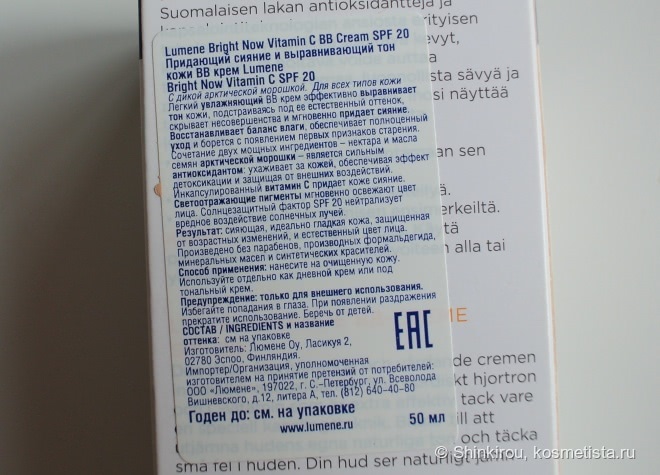 Suomalaisen lakan antioksidantteja ja
erityisen
kevyt,
auttaa
sta sävyä ja
si näyttää
Lumene Bright Now Vitamin C BB Cream SPF 20
Придающий сияние и выравнивающий тон
кожи BB крем Lumene
Bright Now Vitamin C SPF 20
С дикой арктической морошкой. Для всех типов кожи
Легкий увлажняющий BB крем эффективно выравнивает
тон кожи, подстраиваясь под ее естественный оттенок,
скрывает несовершенства и мгновенно придает сияние.
Восстанавливает баланс влаги, обеспечивает полноценный
уход и борется с появлением первых признаков старения.
Сочетание двух мощных ингредиентов – нектара и масла
семян арктической морошки – является сильным
антиоксидантом: ухаживает за кожей, обеспечивая эффект
детоксикации и защищая от внешних воздействий.
Инкапсулированный витамин С придает коже сияние.
Светоотражающие пигменты мгновенно освежают цвет
лица. Солнцезащитный фактор SPF 20 нейтрализует
вредное воздействие солнечных лучей.
Результат: сияющая, идеально гладкая кожа, защищенная
от возрастных изменений, и естественный цвет лица.
Произведено без парабенов, производных формальдегида,
минеральных масел и синтетических красителей.
Способ применения: нанесите на очищенную кожу.
Используйте отдельно как дневной крем или под
тональный крем.
Предупреждение: только для внешнего использования.
Избегайте попадания в глаза. При появлении раздражения
прекратите использование. Беречь от детей.
СОСТАВ / INGREDIENTS и название
оттенка: см на упаковке
Изготовитель: Люмене Оу, Ласикуя 2,
02780 Эспоо, Финляндия.
Импортер/Организация, уполномоченная
изготовителем на принятие претензий от потребителей:
ООО «Люмене», 197022, г. С.-Петербург, ул. Всеволода
Вишневского, д.12, литера А, тел. (812) 640-40-80
Годен до: см. на упаковке 50 мл
www.lumene.ru
EAC
an sen
erkeiltä.
tä
en alla tai
ME
de cremen
kt hjortron
tack vare
till att
och täcka
små fel i huden. Din hud ser naturligt jämn
© Shinkirou, kosmetista.ru